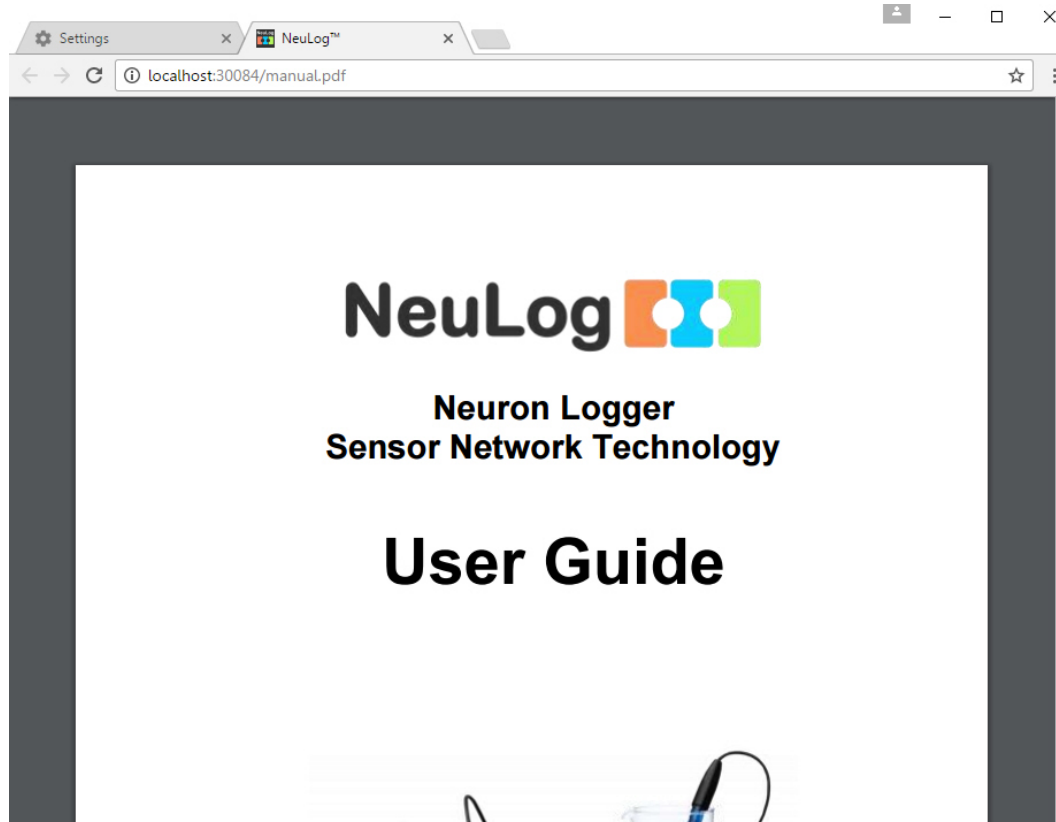 Settings
NeuLog™
localhost:30084/manual.pdf
NeuLog
Neuron Logger
Sensor Network Technology
User Guide